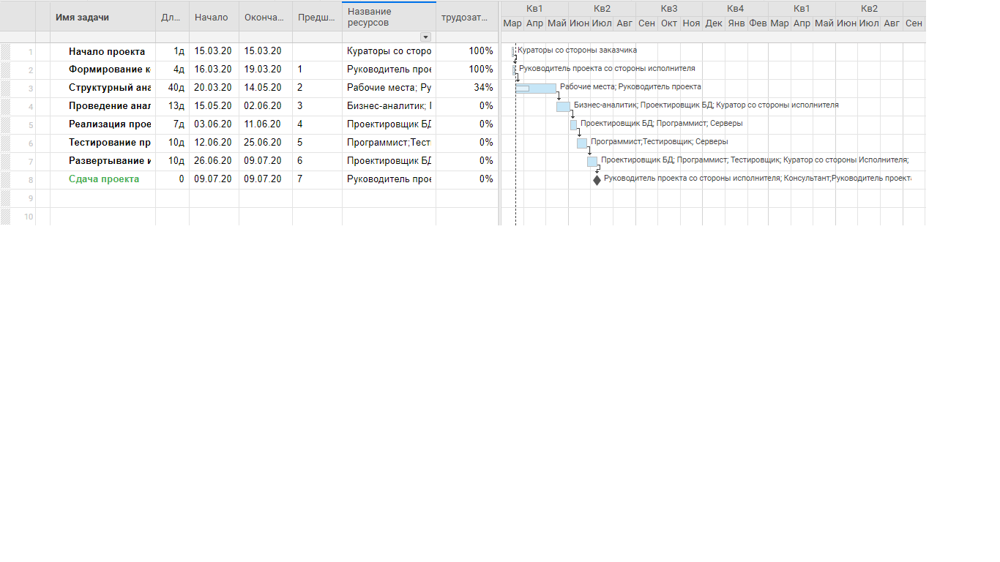 Имя задачи Дл... Начало Оконча... Предш... Название ресурсов трудозат... Кв1 Кв2 Кв3 Кв4 Кв1 Кв2
Мар Апр Май Июн Июл Авг Сен Окт Ноя Дек Янв Фев Мар Апр Май Июн Июл Авг Сен
1 Начало проекта 1д 15.03.20 15.03.20 Кураторы со сторо 100% Кураторы со стороны заказчика
2 Формирование к 4д 16.03.20 19.03.20 1 Руководитель прое 100% Руководитель проекта со стороны исполнителя
3 Структурный ана 40д 20.03.20 14.05.20 2 Рабочие места; Ру 34% Рабочие места; Руководитель проекта
4 Проведение анал 13д 15.05.20 02.06.20 3 Бизнес-аналитик; 0% Бизнес-аналитик; Проектировщик БД; Куратор со стороны исполнителя
5 Реализация прое 7д 03.06.20 11.06.20 4 Проектировщик БД 0% Проектировщик БД; Программист; Серверы
6 Тестирование пр 10д 12.06.20 25.06.20 5 Программист;Тест 0% Программист;Тестировщик; Серверы
7 Развертывание и 10д 26.06.20 09.07.20 6 Проектировщик БД 0% Проектировщик БД; Программист; Тестировщик; Куратор со стороны Исполнителя;
8 Сдача проекта 0 09.07.20 09.07.20 7 Руководитель прое 0% Руководитель проекта со стороны исполнителя; Консультант;Руководитель проекта
9
10